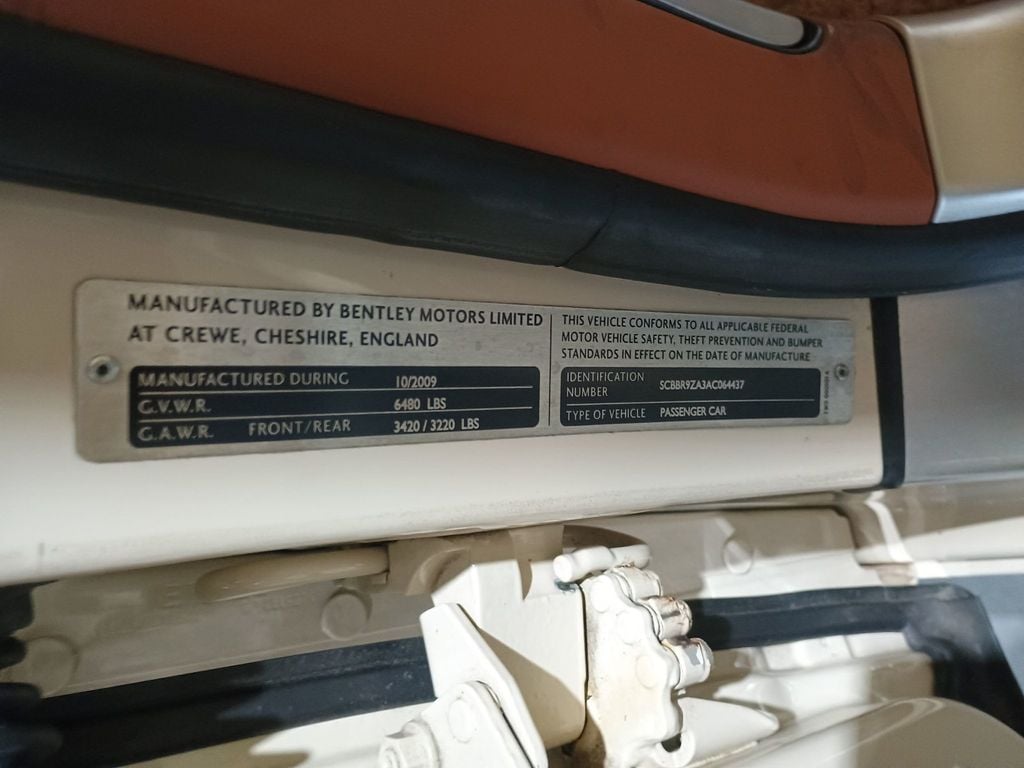 MANUFACTURED BY BENTLEY MOTORS LIMITED
AT CREWE, CHESHIRE, ENGLAND
MANUFACTURED DURING 10/2009
G.V.W.R. 6480 LBS
G.A.W.R. FRONT/REAR 3420 / 3220 LBS
THIS VEHICLE CONFORMS TO ALL APPLICABLE FEDERAL
MOTOR VEHICLE SAFETY, THEFT PREVENTION AND BUMPER
STANDARDS IN EFFECT ON THE DATE OF MANUFACTURE
IDENTIFICATION
NUMBER SCBBR9ZA3AC064437
TYPE OF VEHICLE PASSENGER CAR